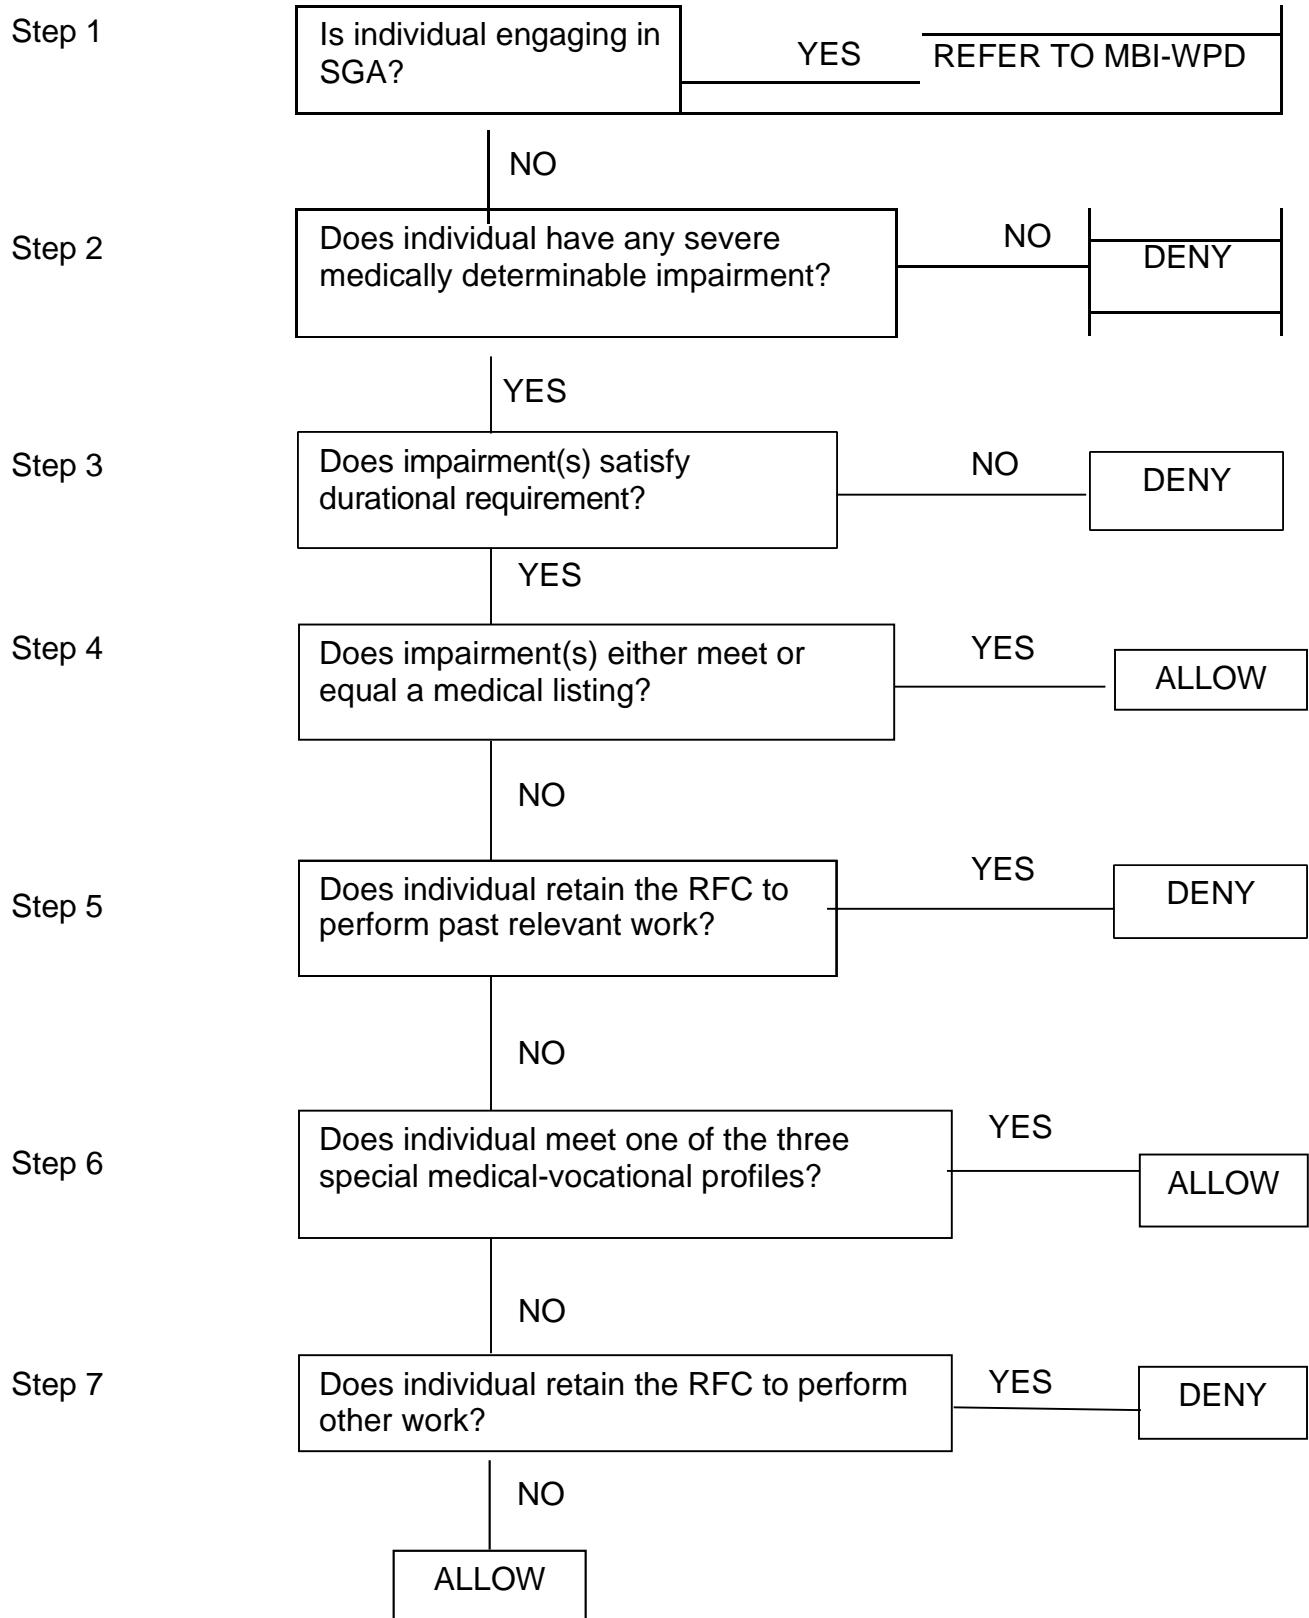 Step 1
Is individual engaging in
SGA?
YES
REFER TO MBI-WPD
NO
Step 2
Does individual have any severe
medically determinable impairment?
NO
DENY
YES
Step 3
Does impairment(s) satisfy
durational requirement?
NO
DENY
YES
Step 4
Does impairment(s) either meet or
equal a medical listing?
YES
ALLOW
NO
Step 5
Does individual retain the RFC to
perform past relevant work?
YES
DENY
NO
Step 6
Does individual meet one of the three
special medical-vocational profiles?
YES
ALLOW
NO
Step 7
Does individual retain the RFC to perform
other work?
YES
DENY
NO
ALLOW